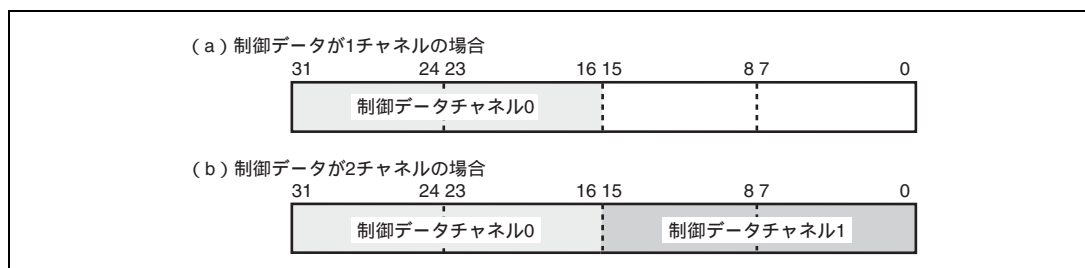 (a)制御データが1チャネルの場合
31 24 23 16 15 8 7 0
制御データチャネル0
(b)制御データが2チャネルの場合
31 24 23 16 15 8 7 0
制御データチャネル0 制御データチャネル1